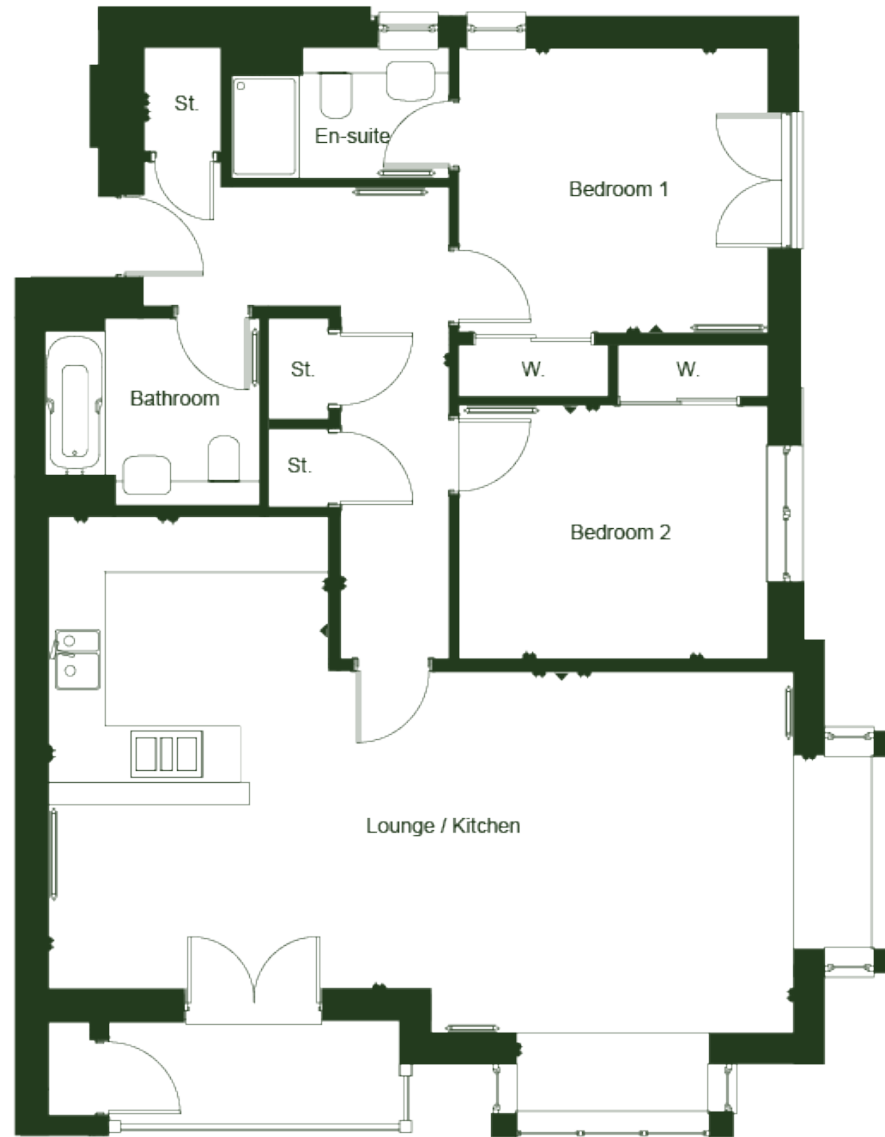 St.
En-suite
Bedroom 1
W.
W.
St.
Bathroom
St.
Bedroom 2
Lounge / Kitchen